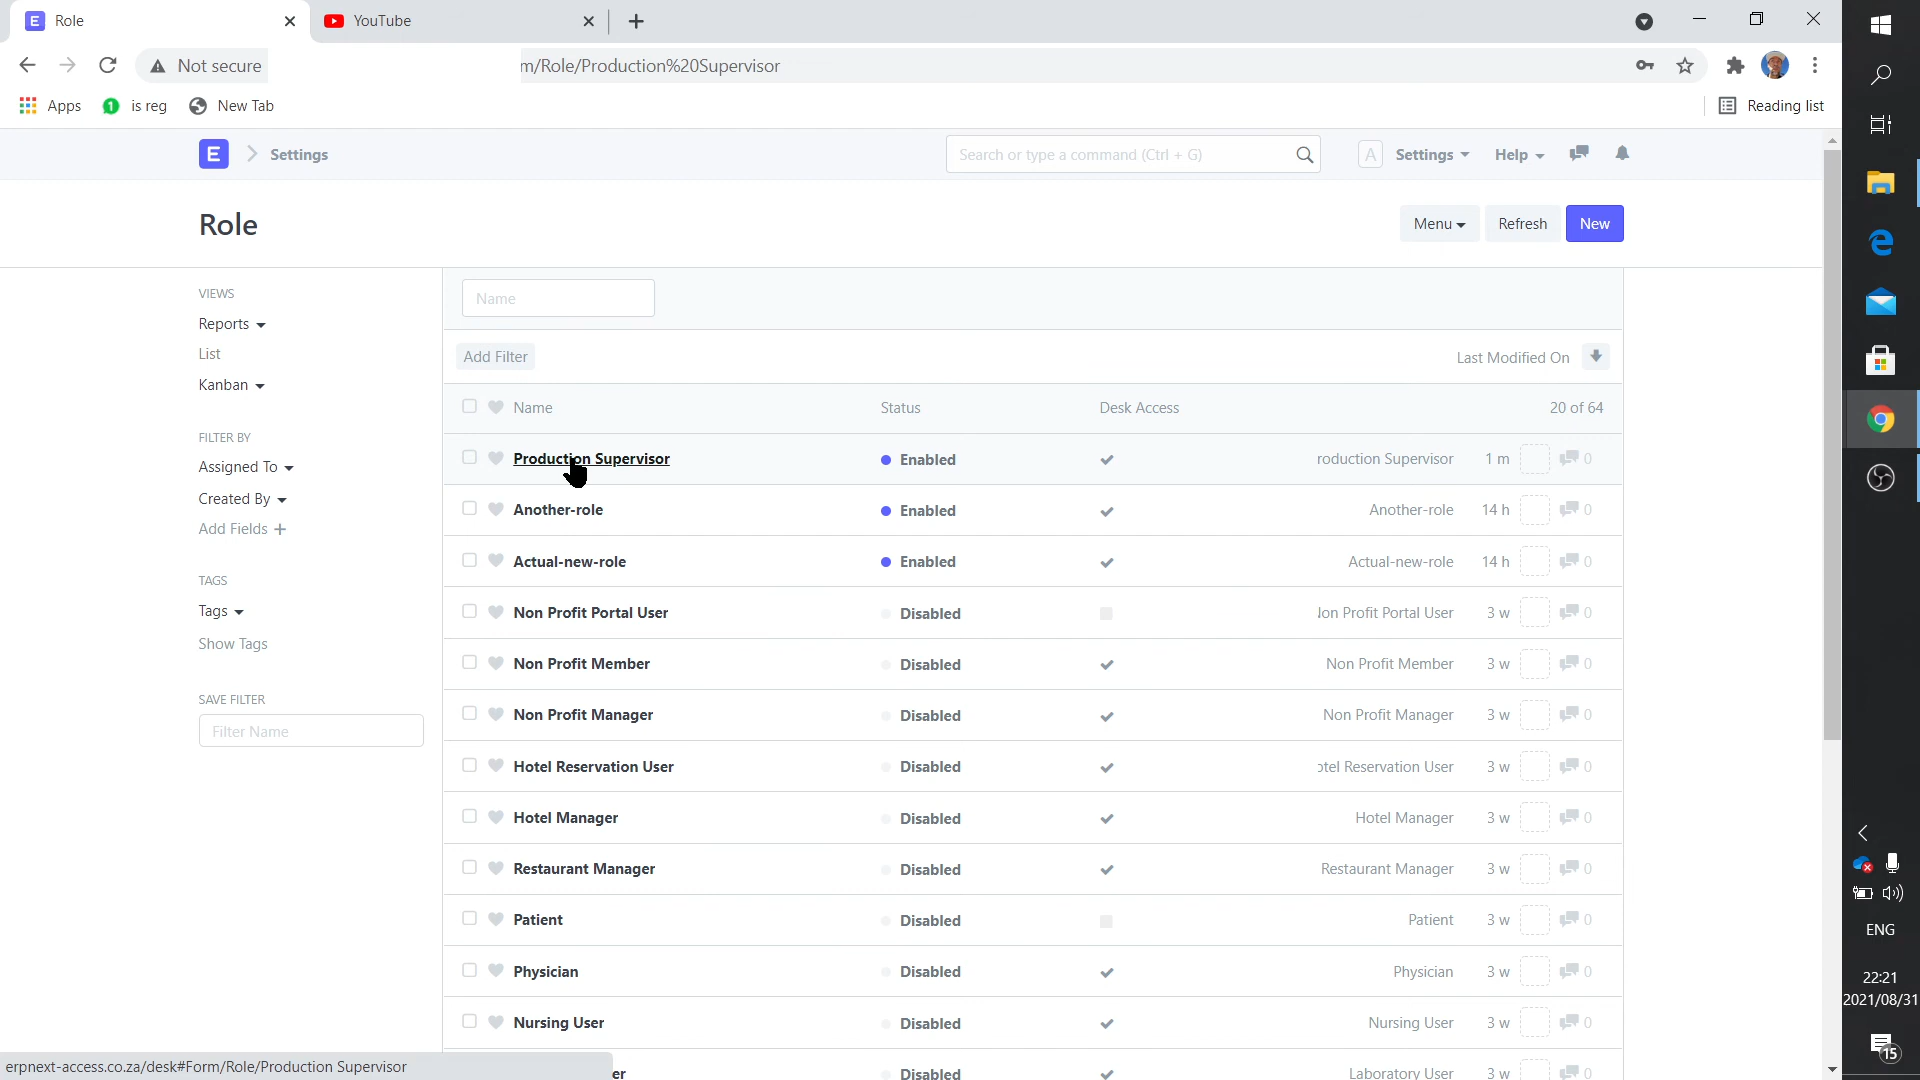 E Role
YouTube
Not secure
m/Role/Production%20Supervisor
Apps
1 is reg
New Tab
Reading list
E Settings
Search or type a command (Ctrl + G)
A Settings
Help
Role
Menu
Refresh
New
VIEWS
Reports
List
Kanban
FILTER BY
Assigned To
Created By
Add Fields +
TAGS
Tags
Show Tags
SAVE FILTER
Filter Name
Name
Add Filter
Last Modified On
Name Status Desk Access 20 of 64
Production Supervisor Enabled roduction Supervisor 1 m 0
Another-role Enabled Another-role 14 h 0
Actual-new-role Enabled Actual-new-role 14 h 0
Non Profit Portal User Disabled Profit Portal User 3 w 0
Non Profit Member Disabled Non Profit Member 3 w 0
Non Profit Manager Disabled Non Profit Manager 3 w 0
Hotel Reservation User Disabled otel Reservation User 3 w 0
Hotel Manager Disabled Hotel Manager 3 w 0
Restaurant Manager Disabled Restaurant Manager 3 w 0
Patient Disabled Patient 3 w 0
Physician Disabled Physician 3 w 0
Nursing User Disabled Nursing User 3 w 0
er Disabled Laboratory User 3 w 0
erpnext-access.co.za/desk#Form/Role/Production Supervisor
ENG
22:21
2021/08/31
15